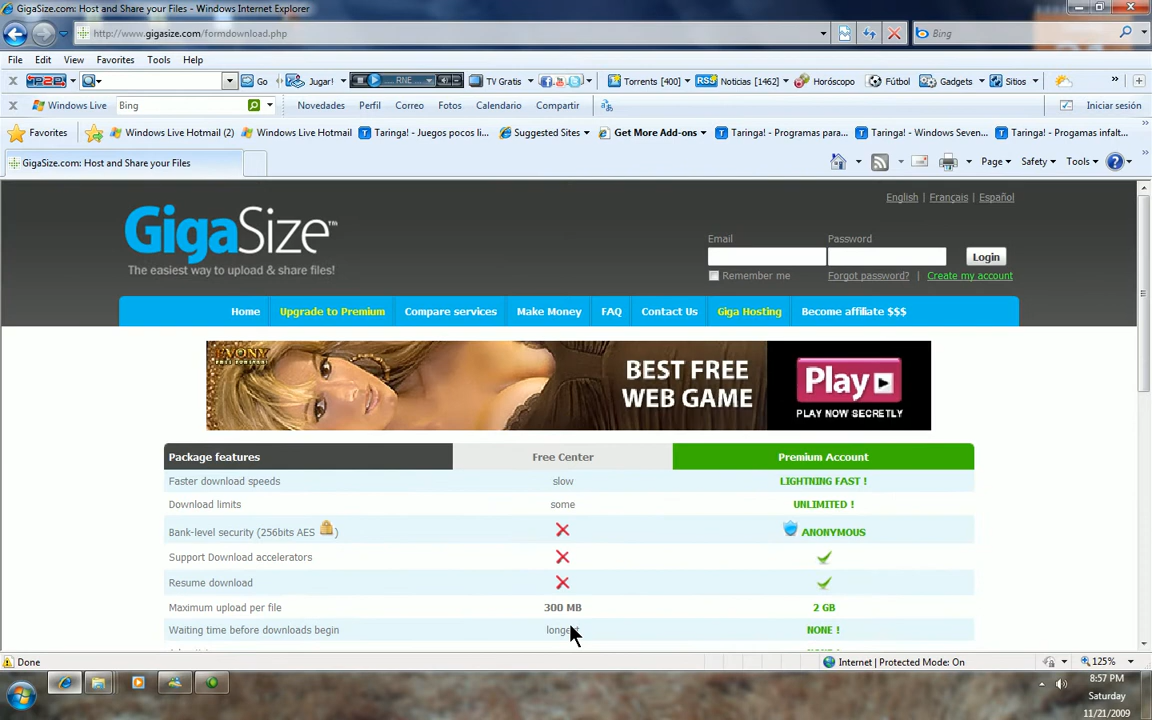 GigaSize.com: Host and Share your Files - Windows Internet Explorer
http://www.gigasize.com/formdownload.php
Bing
File Edit View Favorites Tools Help
P2P Go Jugar! RNE TV Gratis Torrents [400] RSS Noticias [1462] Horóscopo Fútbol Gadgets Sitios
Windows Live Bing Novedades Perfil Correo Fotos Calendario Compartir Iniciar sesión
Favorites Windows Live Hotmail (2) Windows Live Hotmail Taringa! - Juegos pocos li... Suggested Sites Get More Add-ons Taringa! - Programas para... Taringa! - Windows Seven... Taringa! - Progamas infalt...
GigaSize.com: Host and Share your Files Page Safety Tools
English | Français | Español
GigaSize™
The easiest way to upload & share files!
Email Password
Login
Remember me Forgot password? | Create my account
Home Upgrade to Premium Compare services Make Money FAQ Contact Us Giga Hosting Become affiliate $$$
EVONY
FREE FOREVER!
BEST FREE
WEB GAME
Play
PLAY NOW SECRETLY
Package features Free Center Premium Account
Faster download speeds slow LIGHTNING FAST !
Download limits some UNLIMITED !
Bank-level security (256bits AES ) ANONYMOUS
Support Download accelerators
Resume download
Maximum upload per file 300 MB 2 GB
Waiting time before downloads begin longest NONE !
Done Internet | Protected Mode: On 125%
8:57 PM
Saturday
11/21/2009